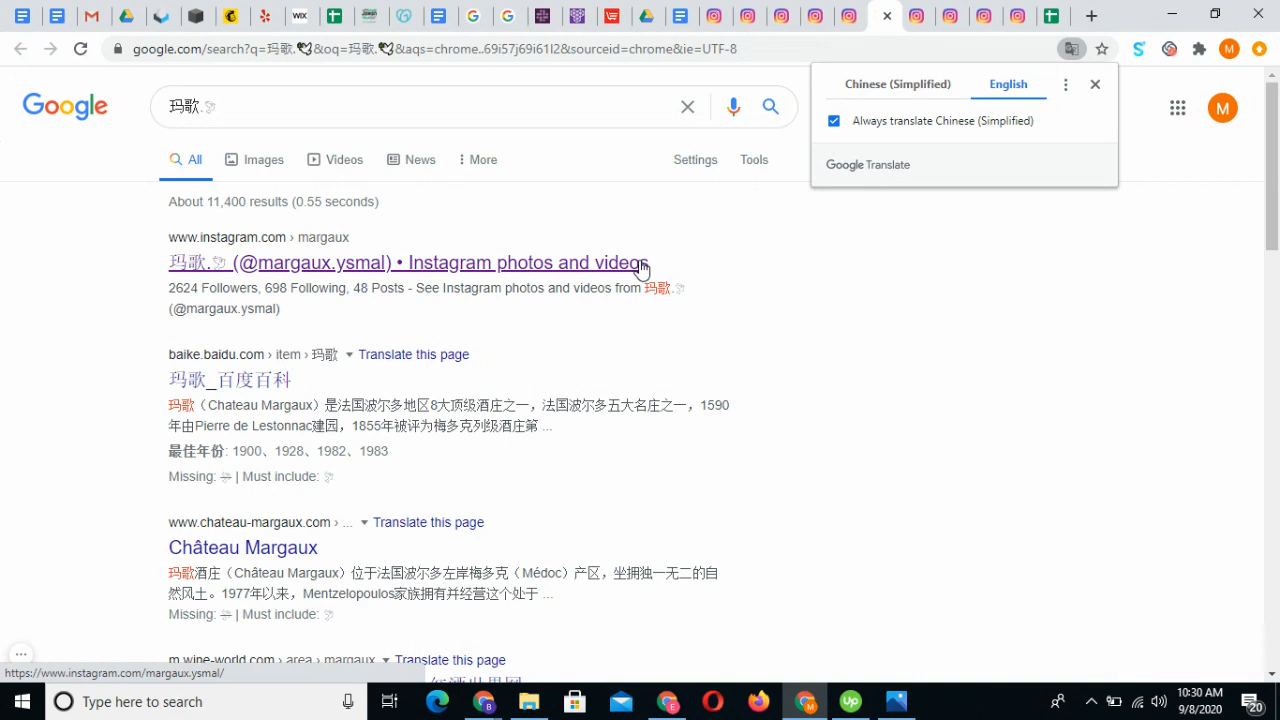 google.com/search?q=玛歌.🕊&oq=玛歌.🕊&aqs=chrome..69i57j69i61l2&sourceid=chrome&ie=UTF-8
M
Chinese (Simplified)
English
Always translate Chinese (Simplified)
Google Translate
Google
玛歌.🕊
M
All
Images
Videos
News
More
Settings
Tools
About 11,400 results (0.55 seconds)
www.instagram.com › margaux
玛歌.🕊 (@margaux.ysmal) • Instagram photos and videos
2624 Followers, 698 Following, 48 Posts - See Instagram photos and videos from 玛歌.🕊
(@margaux.ysmal)
baike.baidu.com › item › 玛歌 ▼ Translate this page
玛歌_百度百科
玛歌（Chateau Margaux）是法国波尔多地区8大顶级酒庄之一，法国波尔多五大名庄之一，1590
年由Pierre de Lestonnac建园，1855年被评为梅多克列级酒庄第 ...
最佳年份: 1900、1928、1982、1983
Missing: 🕊 | Must include: 🕊
www.chateau-margaux.com › ... ▼ Translate this page
Château Margaux
玛歌酒庄（Château Margaux）位于法国波尔多左岸梅多克（Médoc）产区，坐拥独一无二的自
然风土。1977年以来，Mentzelopoulos家族拥有并经营这个处于 ...
Missing: 🕊 | Must include: 🕊
m.wine-world.com › area › margaux ▼ Translate this page
https://www.instagram.com/margaux.ysmal/
Type here to search
10:30 AM
9/8/2020
20